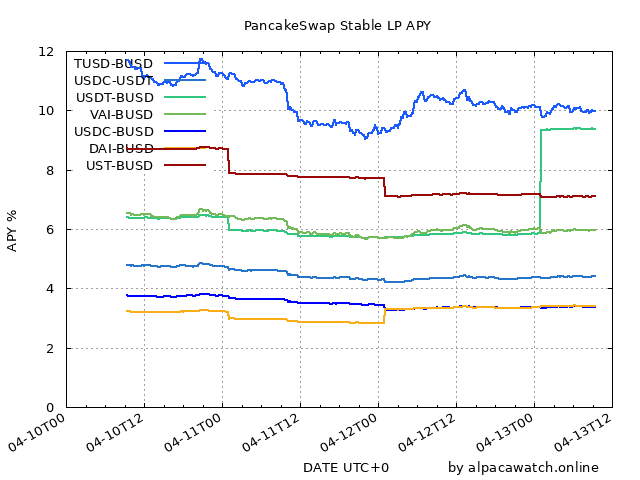 PancakeSwap Stable LP APY
TUSD-BUSD
USDC-USDT
USDT-BUSD
VAI-BUSD
USDC-BUSD
DAI-BUSD
UST-BUSD
APY %
12
10
8
6
4
2
0
04-10T00
04-10T12
04-11T00
04-11T12
04-12T00
04-12T12
04-13T00
04-13T12
DATE UTC+0
by alpacawatch.online